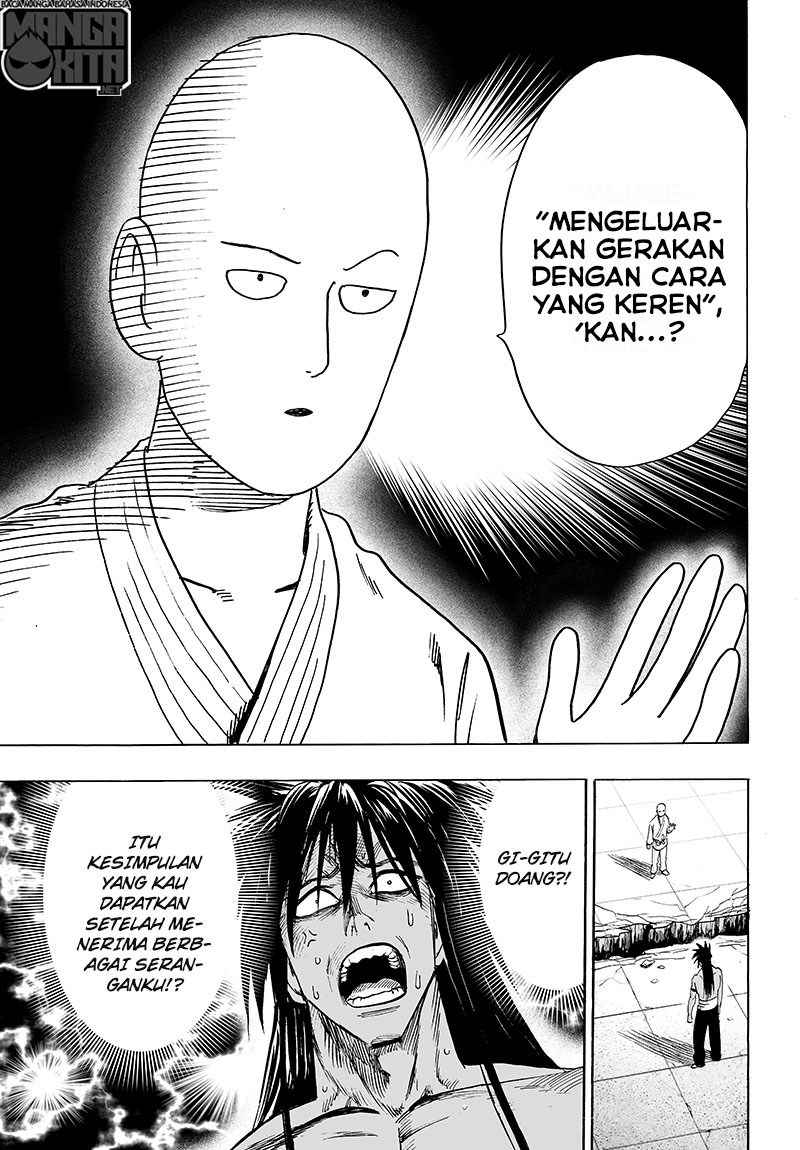 BACA MANGA BAHASA INDONESIA
MANGA
KITA
.NET
"MENGELUAR-
KAN GERAKAN
DENGAN CARA
YANG KEREN",
'KAN...?
GI-GITU
DOANG?!
ITU
KESIMPULAN
YANG KAU
DAPATKAN
SETELAH ME-
NERIMA BERB-
AGAI SERAN-
GANKU!?